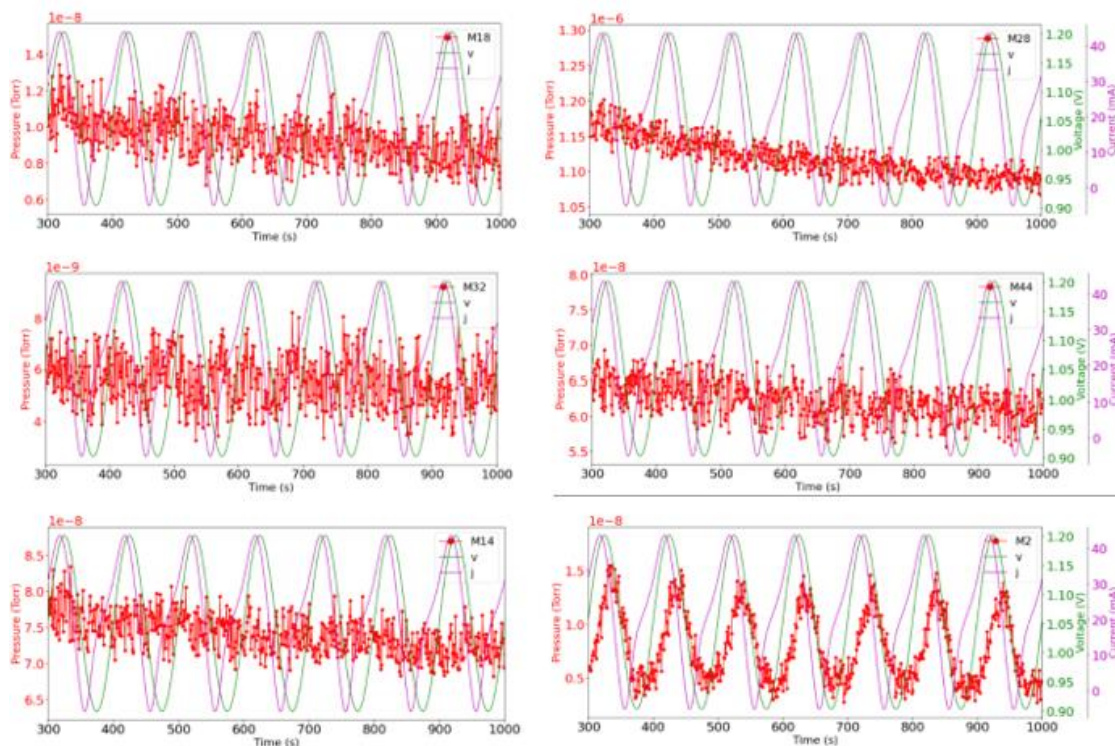 1e-8
Pressure (Torr)
1.4
1.2
1.0
0.8
0.6
M18
v
j
300 400 500 600 700 800 900 1000
Time (s)
1e-6
Pressure (Torr)
1.30
1.25
1.20
1.15
1.10
1.05
M28
v
j
1.20
1.15
1.10
1.05
1.00
0.95
0.90
Voltage (V)
40
30
20
10
0
Current (mA)
300 400 500 600 700 800 900 1000
Time (s)
1e-9
Pressure (Torr)
8
6
4
M32
v
j
300 400 500 600 700 800 900 1000
Time (s)
1e-8
Pressure (Torr)
8.0
7.5
7.0
6.5
6.0
5.5
M44
v
j
1.20
1.15
1.10
1.05
1.00
0.95
0.90
Voltage (V)
40
30
20
10
0
Current (mA)
300 400 500 600 700 800 900 1000
Time (s)
1e-8
Pressure (Torr)
8.5
8.0
7.5
7.0
6.5
M14
v
j
300 400 500 600 700 800 900 1000
Time (s)
1e-8
Pressure (Torr)
1.5
1.0
0.5
M2
v
j
1.20
1.15
1.10
1.05
1.00
0.95
0.90
Voltage (V)
40
30
20
10
0
Current (mA)
300 400 500 600 700 800 900 1000
Time (s)